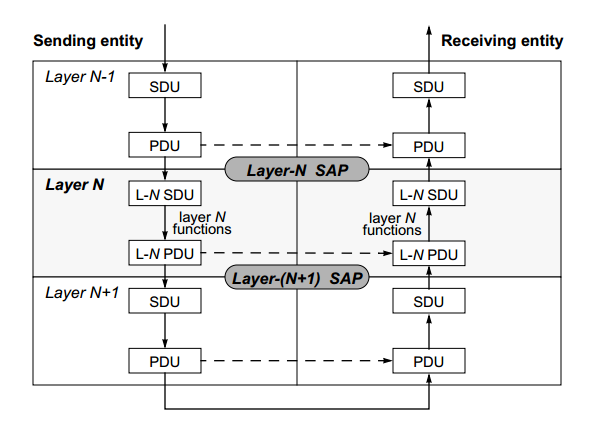 Sending entity
Receiving entity
Layer N-1
SDU
SDU
PDU
PDU
Layer-N SAP
Layer N
L-N SDU
L-N SDU
layer N
functions
layer N
functions
L-N PDU
L-N PDU
Layer-(N+1) SAP
Layer N+1
SDU
SDU
PDU
PDU